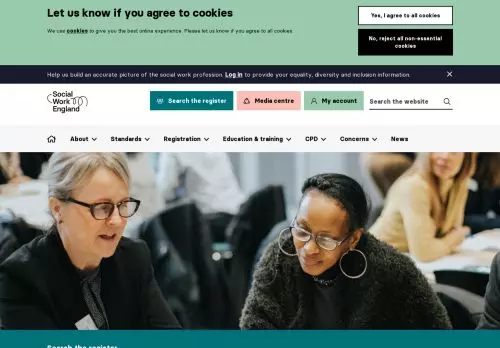 Let us know if you agree to cookies
We use cookies to give you the best online experience. Please let us know if you agree to all cookies.
Yes, I agree to all cookies
No, reject all non-essential
cookies
Help us build an accurate picture of the social work profession. Log in to provide your equality, diversity and inclusion information.
Social
Work
England
Search the register
Media centre
My account
Search the website
About
Standards
Registration
Education & training
CPD
Concerns
News
Search the register